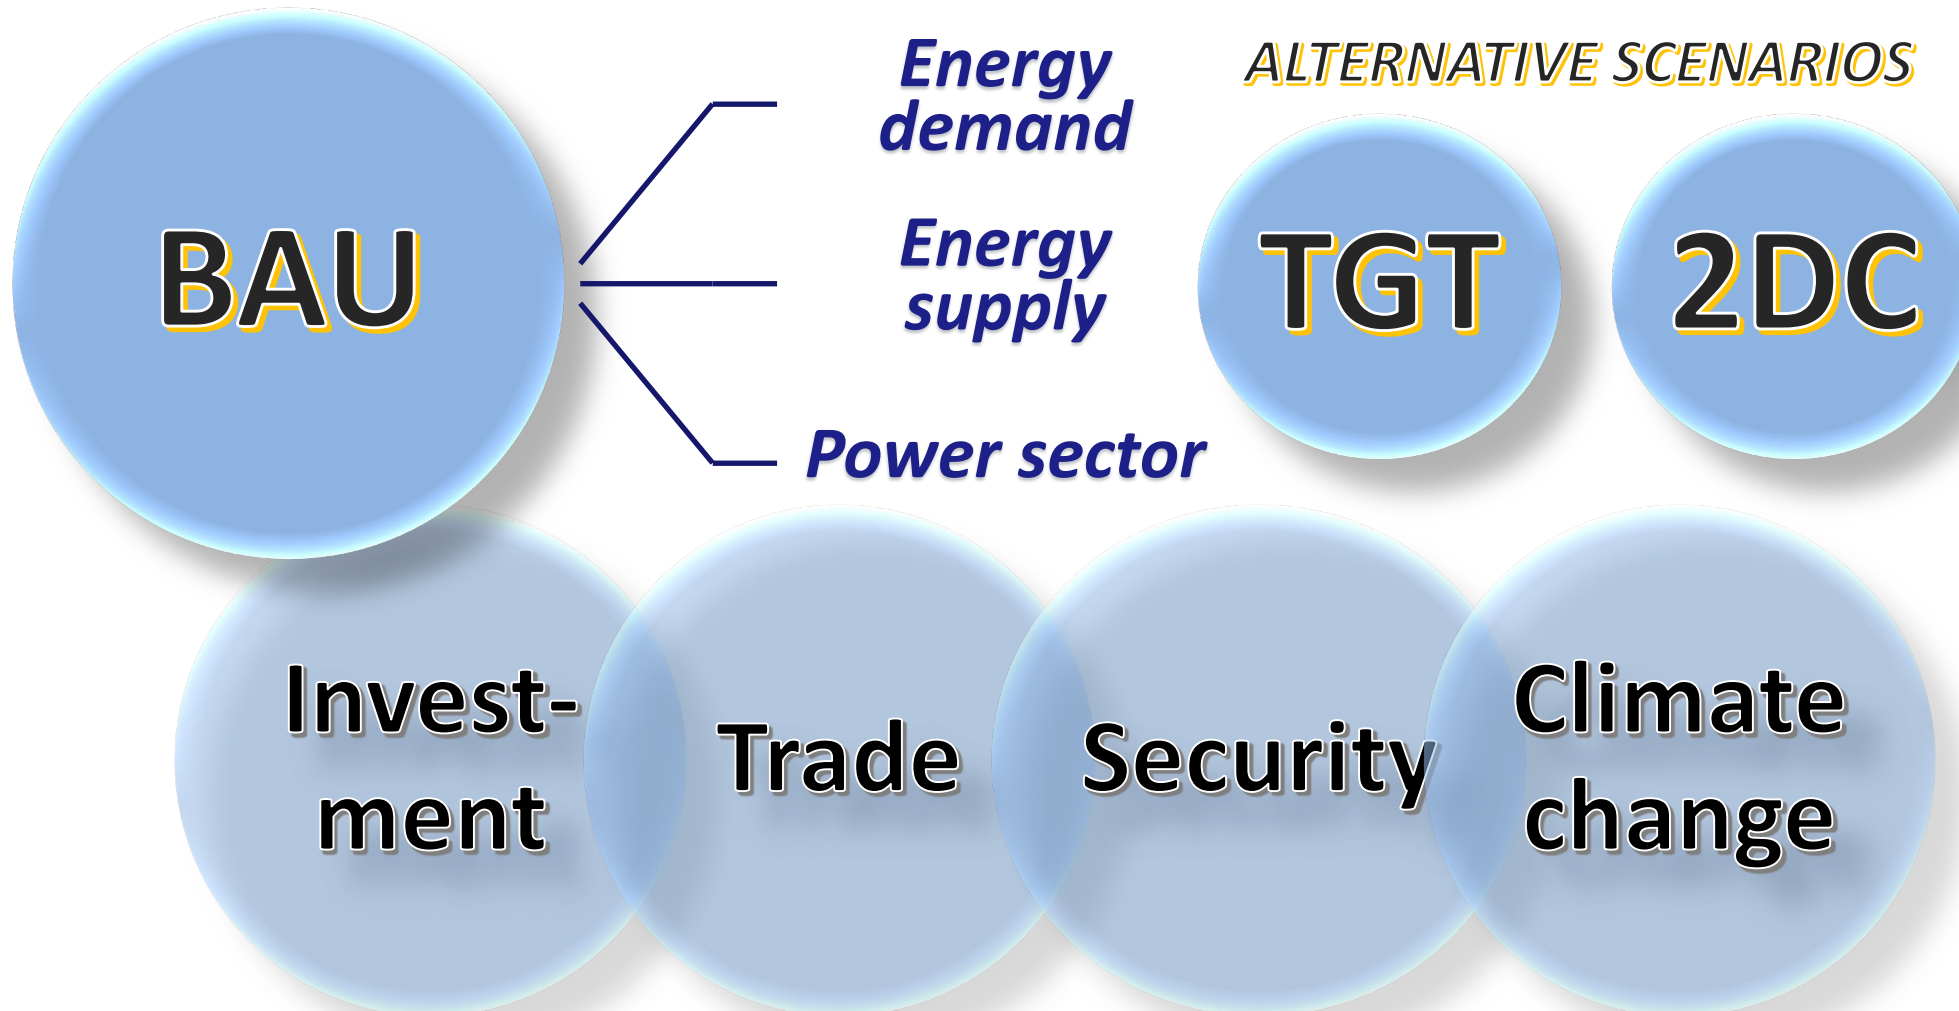 BAU
Energy
demand
Energy
supply
Power sector
ALTERNATIVE SCENARIOS
TGT
2DC
Invest-
ment
Trade
Security
Climate
change